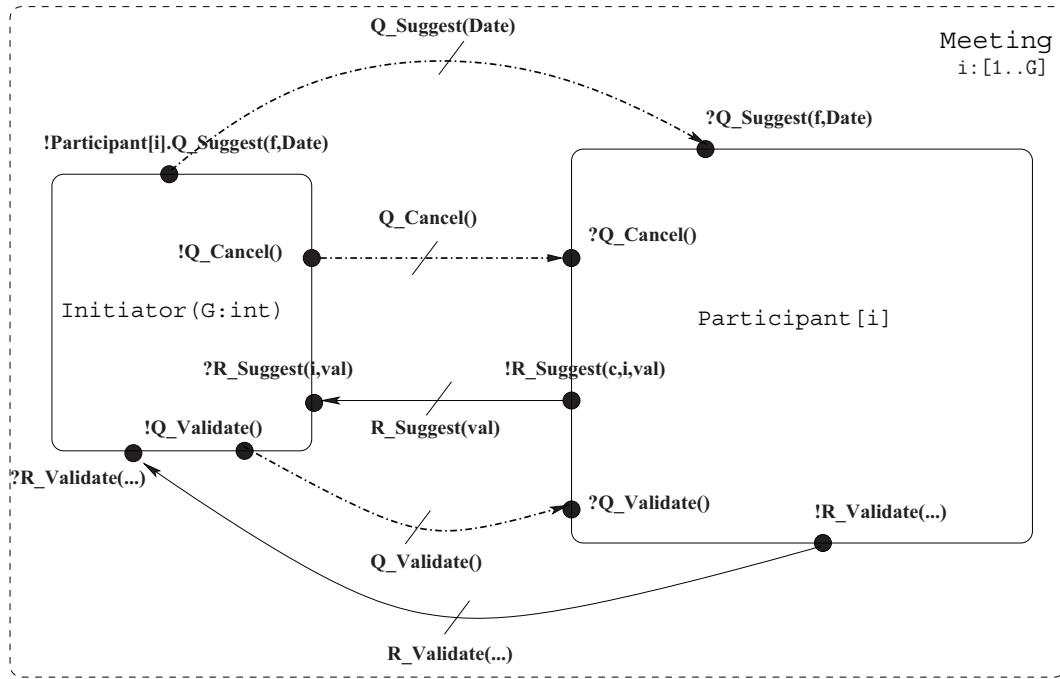 Q_Suggest(Date)
Meeting
i:[1..G]
?Q_Suggest(f,Date)
!Participant[i].Q_Suggest(f,Date)
Q_Cancel()
!Q_Cancel()
?Q_Cancel()
Initiator(G:int)
Participant[i]
?R_Suggest(i,val)
!R_Suggest(c,i,val)
R_Suggest(val)
!Q_Validate()
?R_Validate(...)
?Q_Validate()
!R_Validate(...)
Q_Validate()
R_Validate(...)